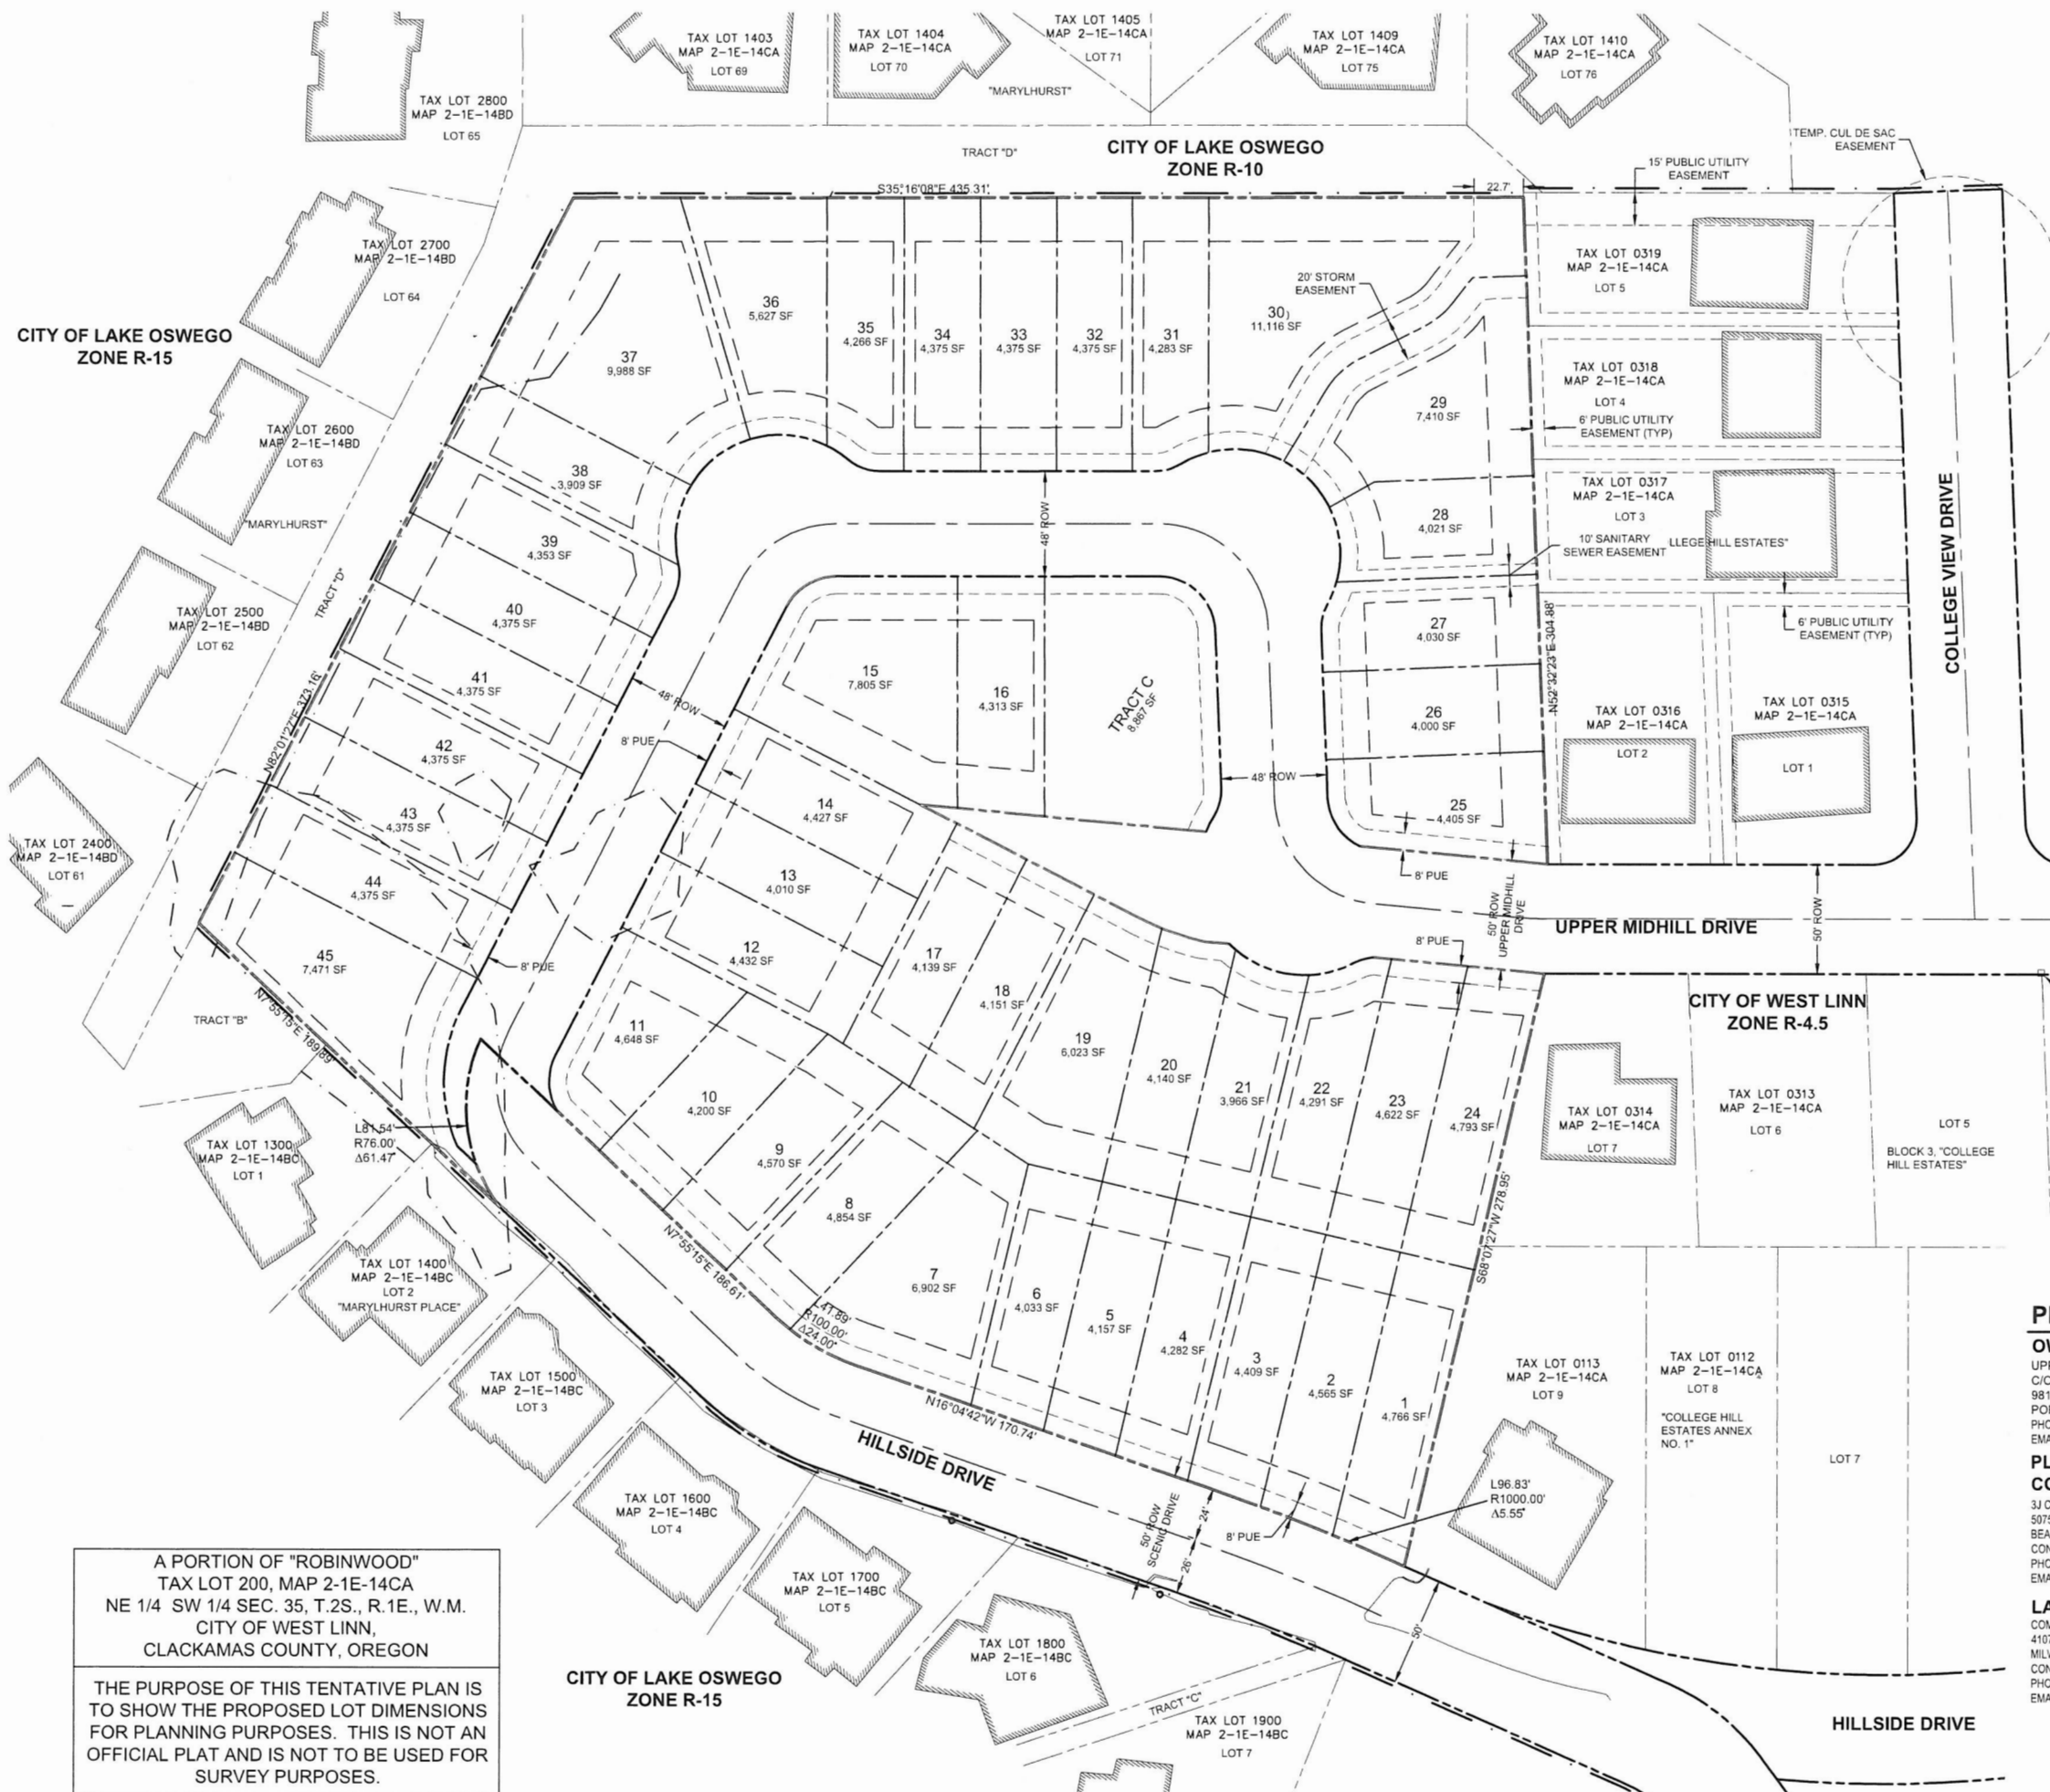 TAX LOT 1403
MAP 2-1E-14CA
LOT 69
TAX LOT 1404
MAP 2-1E-14CA
LOT 70
TAX LOT 1405
MAP 2-1E-14CA
LOT 71
"MARYLHURST"
TAX LOT 1409
MAP 2-1E-14CA
LOT 75
TAX LOT 1410
MAP 2-1E-14CA
LOT 76
TAX LOT 2800
MAP 2-1E-14BD
LOT 65
TRACT "D"
CITY OF LAKE OSWEGO
ZONE R-10
TEMP. CUL DE SAC
EASEMENT
15' PUBLIC UTILITY
EASEMENT
S35°16'08"E 435.31'
22.7'
TAX LOT 2700
MAP 2-1E-14BD
LOT 64
CITY OF LAKE OSWEGO
ZONE R-15
TAX LOT 2600
MAP 2-1E-14BD
LOT 63
"MARYLHURST"
TAX LOT 2500
MAP 2-1E-14BD
LOT 62
TRACT "D"
N82°01'27"E 373.16'
TAX LOT 2400
MAP 2-1E-14BD
LOT 61
36
5,627 SF
35
4,266 SF
34
4,375 SF
33
4,375 SF
32
4,375 SF
31
4,283 SF
30
11,116 SF
20' STORM
EASEMENT
37
9,988 SF
38
3,909 SF
39
4,353 SF
40
4,375 SF
41
4,375 SF
42
4,375 SF
43
4,375 SF
44
4,375 SF
45
7,471 SF
29
7,410 SF
28
4,021 SF
27
4,030 SF
26
4,000 SF
25
4,405 SF
TAX LOT 0319
MAP 2-1E-14CA
LOT 5
TAX LOT 0318
MAP 2-1E-14CA
LOT 4
6' PUBLIC UTILITY
EASEMENT (TYP)
TAX LOT 0317
MAP 2-1E-14CA
LOT 3
10' SANITARY
SEWER EASEMENT
LLEGE HILL ESTATES"
6' PUBLIC UTILITY
EASEMENT (TYP)
COLLEGE VIEW DRIVE
N52°32'23"E 304.88'
TAX LOT 0316
MAP 2-1E-14CA
LOT 2
TAX LOT 0315
MAP 2-1E-14CA
LOT 1
48' ROW
15
7,805 SF
16
4,313 SF
TRACT C
8,867 SF
48' ROW
8' PUE
48' ROW
14
4,427 SF
13
4,010 SF
12
4,432 SF
11
4,648 SF
10
4,200 SF
9
4,570 SF
8
4,854 SF
7
6,902 SF
17
4,139 SF
18
4,151 SF
19
6,023 SF
20
4,140 SF
21
3,966 SF
22
4,291 SF
23
4,622 SF
24
4,793 SF
6
4,033 SF
5
4,157 SF
4
4,282 SF
3
4,409 SF
2
4,565 SF
1
4,766 SF
8' PUE
8' PUE
50' ROW
UPPER MIDHILL
DRIVE
UPPER MIDHILL DRIVE
50' ROW
8' PUE
CITY OF WEST LINN
ZONE R-4.5
TAX LOT 0314
MAP 2-1E-14CA
LOT 7
TAX LOT 0313
MAP 2-1E-14CA
LOT 6
LOT 5
BLOCK 3, "COLLEGE
HILL ESTATES"
S68°07'27"W 278.95'
TRACT "B"
N7°55'15"E 189.89'
L81.54'
R76.00'
Δ61.47°
N7°55'15"E 186.61'
L41.89'
R100.00'
Δ24.00°
N16°04'42"W 170.74'
HILLSIDE DRIVE
TAX LOT 1300
MAP 2-1E-14BC
LOT 1
TAX LOT 1400
MAP 2-1E-14BC
LOT 2
"MARYLHURST PLACE"
TAX LOT 1500
MAP 2-1E-14BC
LOT 3
TAX LOT 1600
MAP 2-1E-14BC
LOT 4
TAX LOT 1700
MAP 2-1E-14BC
LOT 5
TAX LOT 1800
MAP 2-1E-14BC
LOT 6
TRACT "C"
TAX LOT 1900
MAP 2-1E-14BC
LOT 7
50' ROW
SCENIC DRIVE
24'
26'
8' PUE
50'
L96.83'
R1000.00'
Δ5.55°
TAX LOT 0113
MAP 2-1E-14CA
LOT 9
TAX LOT 0112
MAP 2-1E-14CA
LOT 8
"COLLEGE HILL
ESTATES ANNEX
NO. 1"
LOT 7
HILLSIDE DRIVE
CITY OF LAKE OSWEGO
ZONE R-15
A PORTION OF "ROBINWOOD"
TAX LOT 200, MAP 2-1E-14CA
NE 1/4 SW 1/4 SEC. 35, T.2S., R.1E., W.M.
CITY OF WEST LINN,
CLACKAMAS COUNTY, OREGON
THE PURPOSE OF THIS TENTATIVE PLAN IS
TO SHOW THE PROPOSED LOT DIMENSIONS
FOR PLANNING PURPOSES. THIS IS NOT AN
OFFICIAL PLAT AND IS NOT TO BE USED FOR
SURVEY PURPOSES.
C/O
981
PHO
EMA
3J C
5075
BEA
CON
PHO
EMA
LA
COM
4107
MIL
CON
PHO
EMA